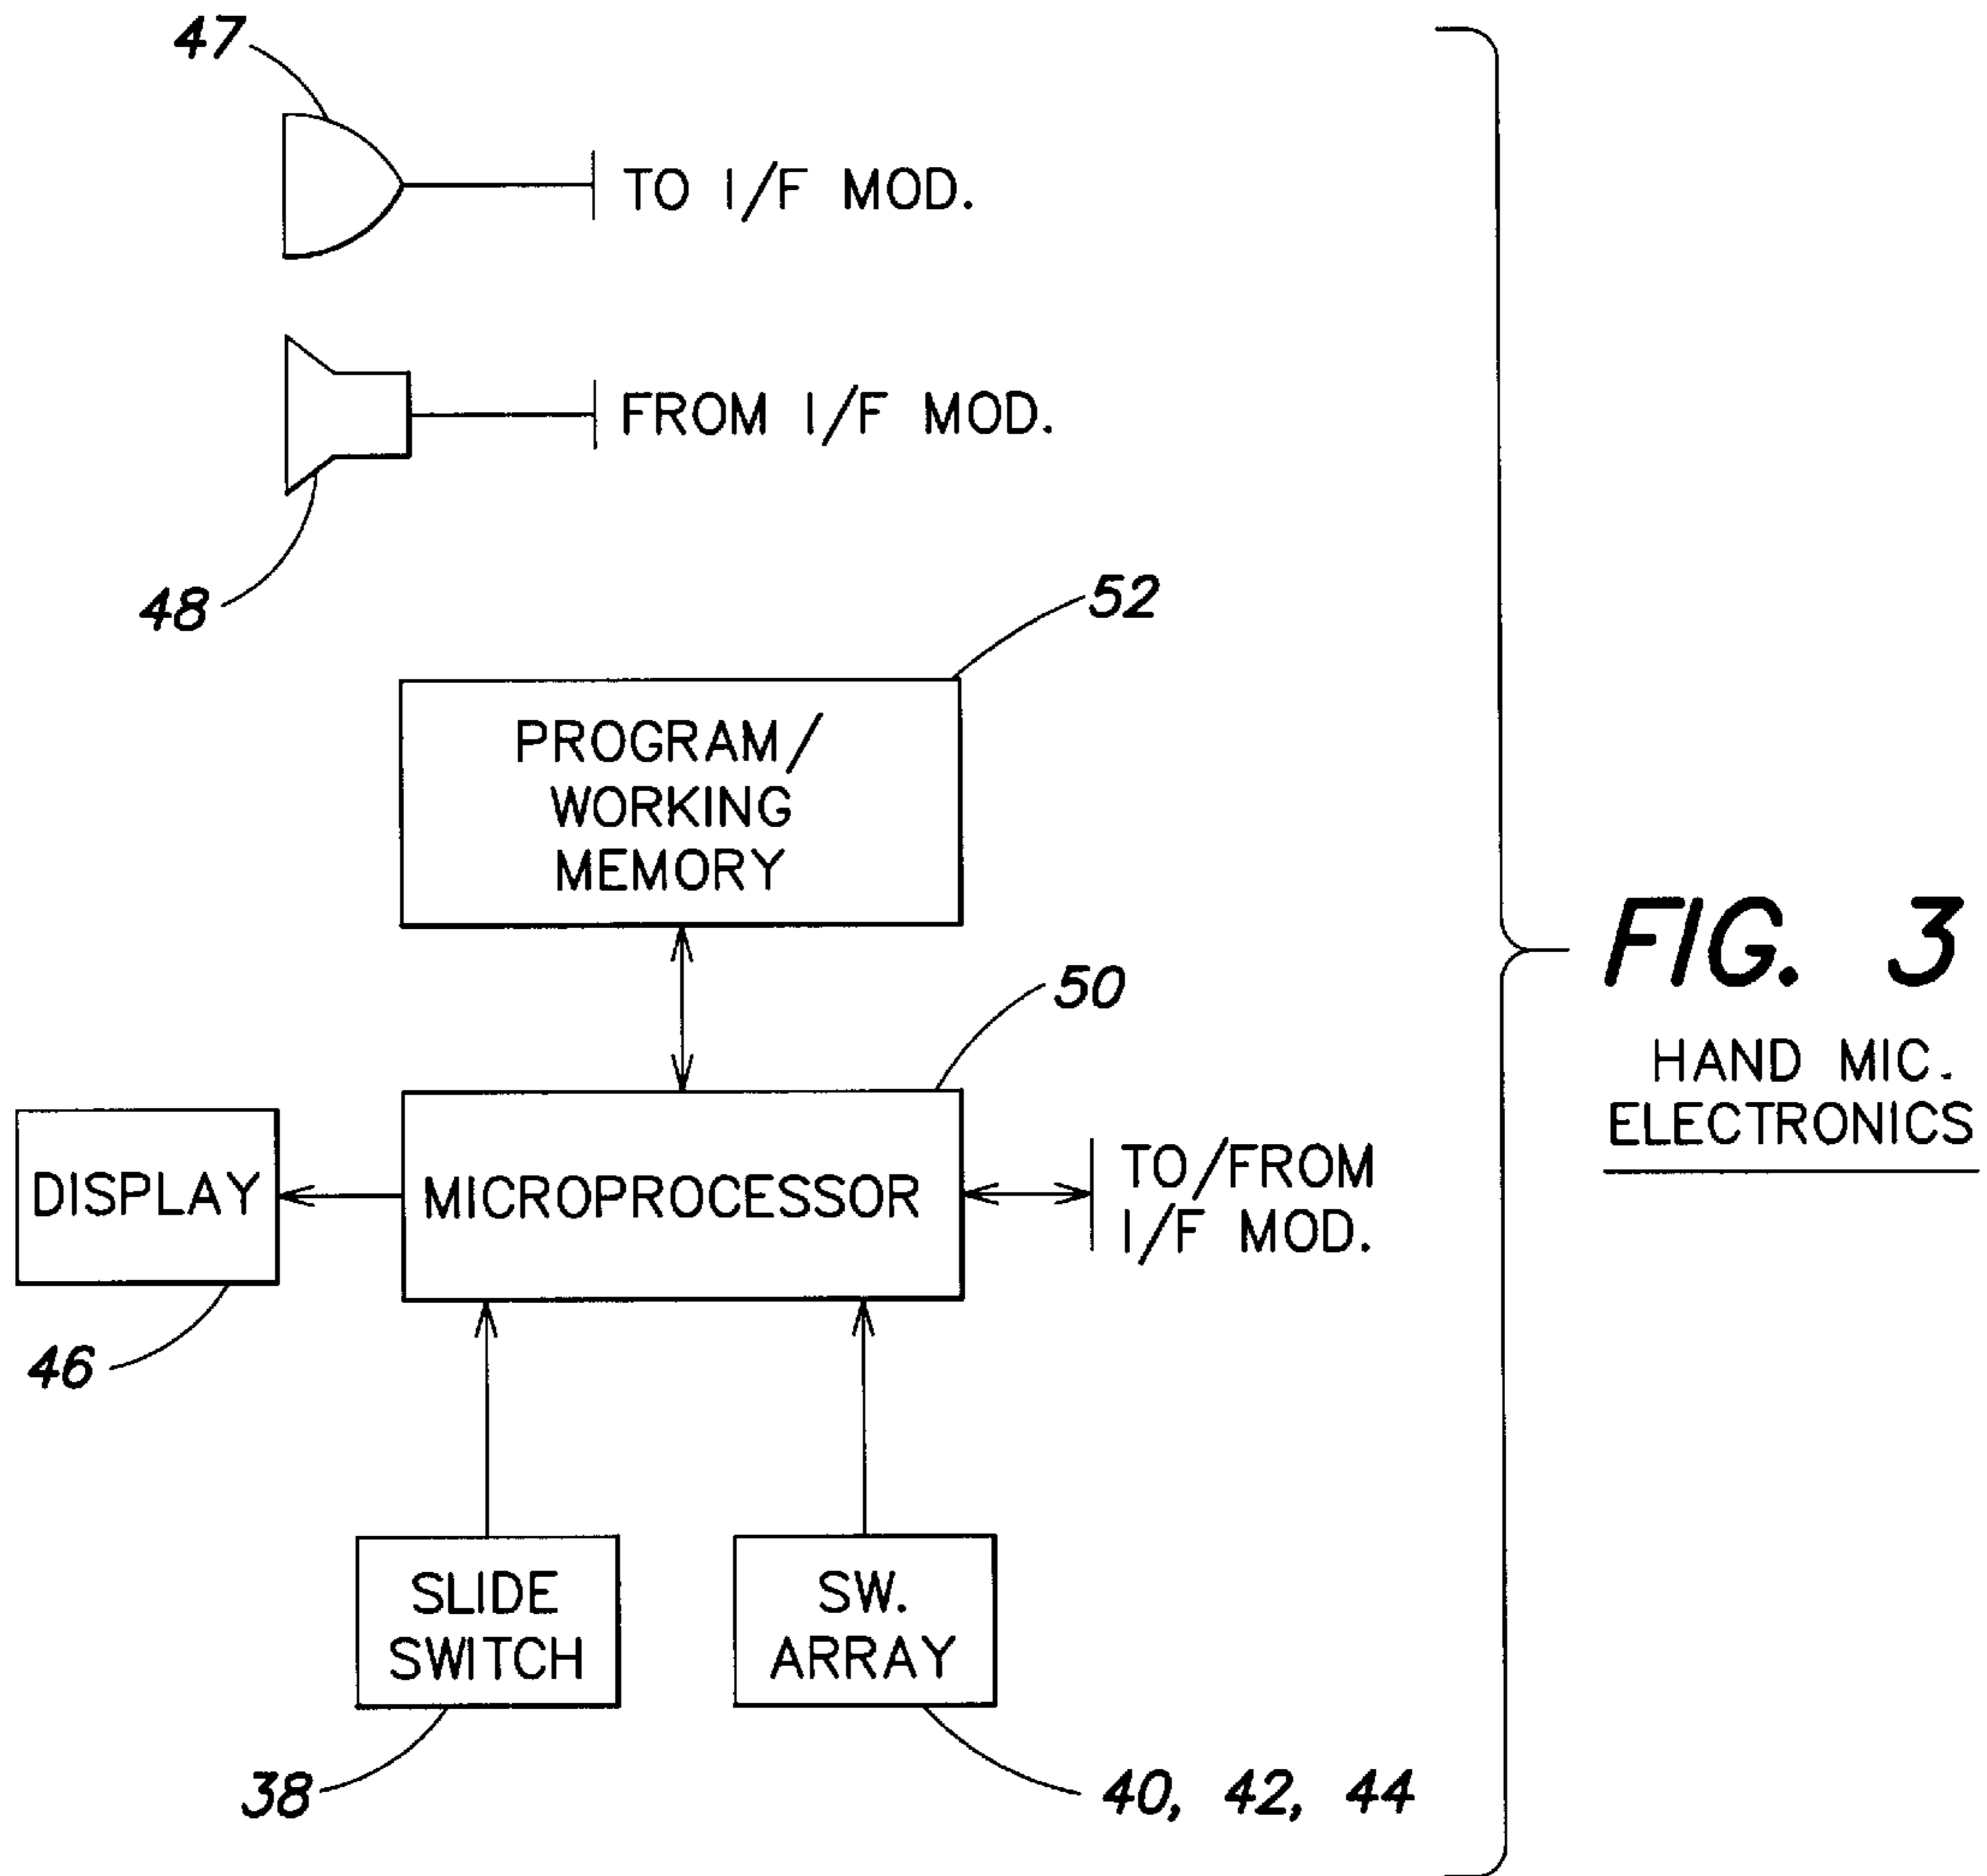 47
TO I/F MOD.
FROM I/F MOD.
48
52
PROGRAM/
WORKING
MEMORY
50
DISPLAY
MICROPROCESSOR
TO/FROM
I/F MOD.
46
SLIDE
SWITCH
SW.
ARRAY
38
40, 42, 44
FIG. 3
HAND MIC.
ELECTRONICS